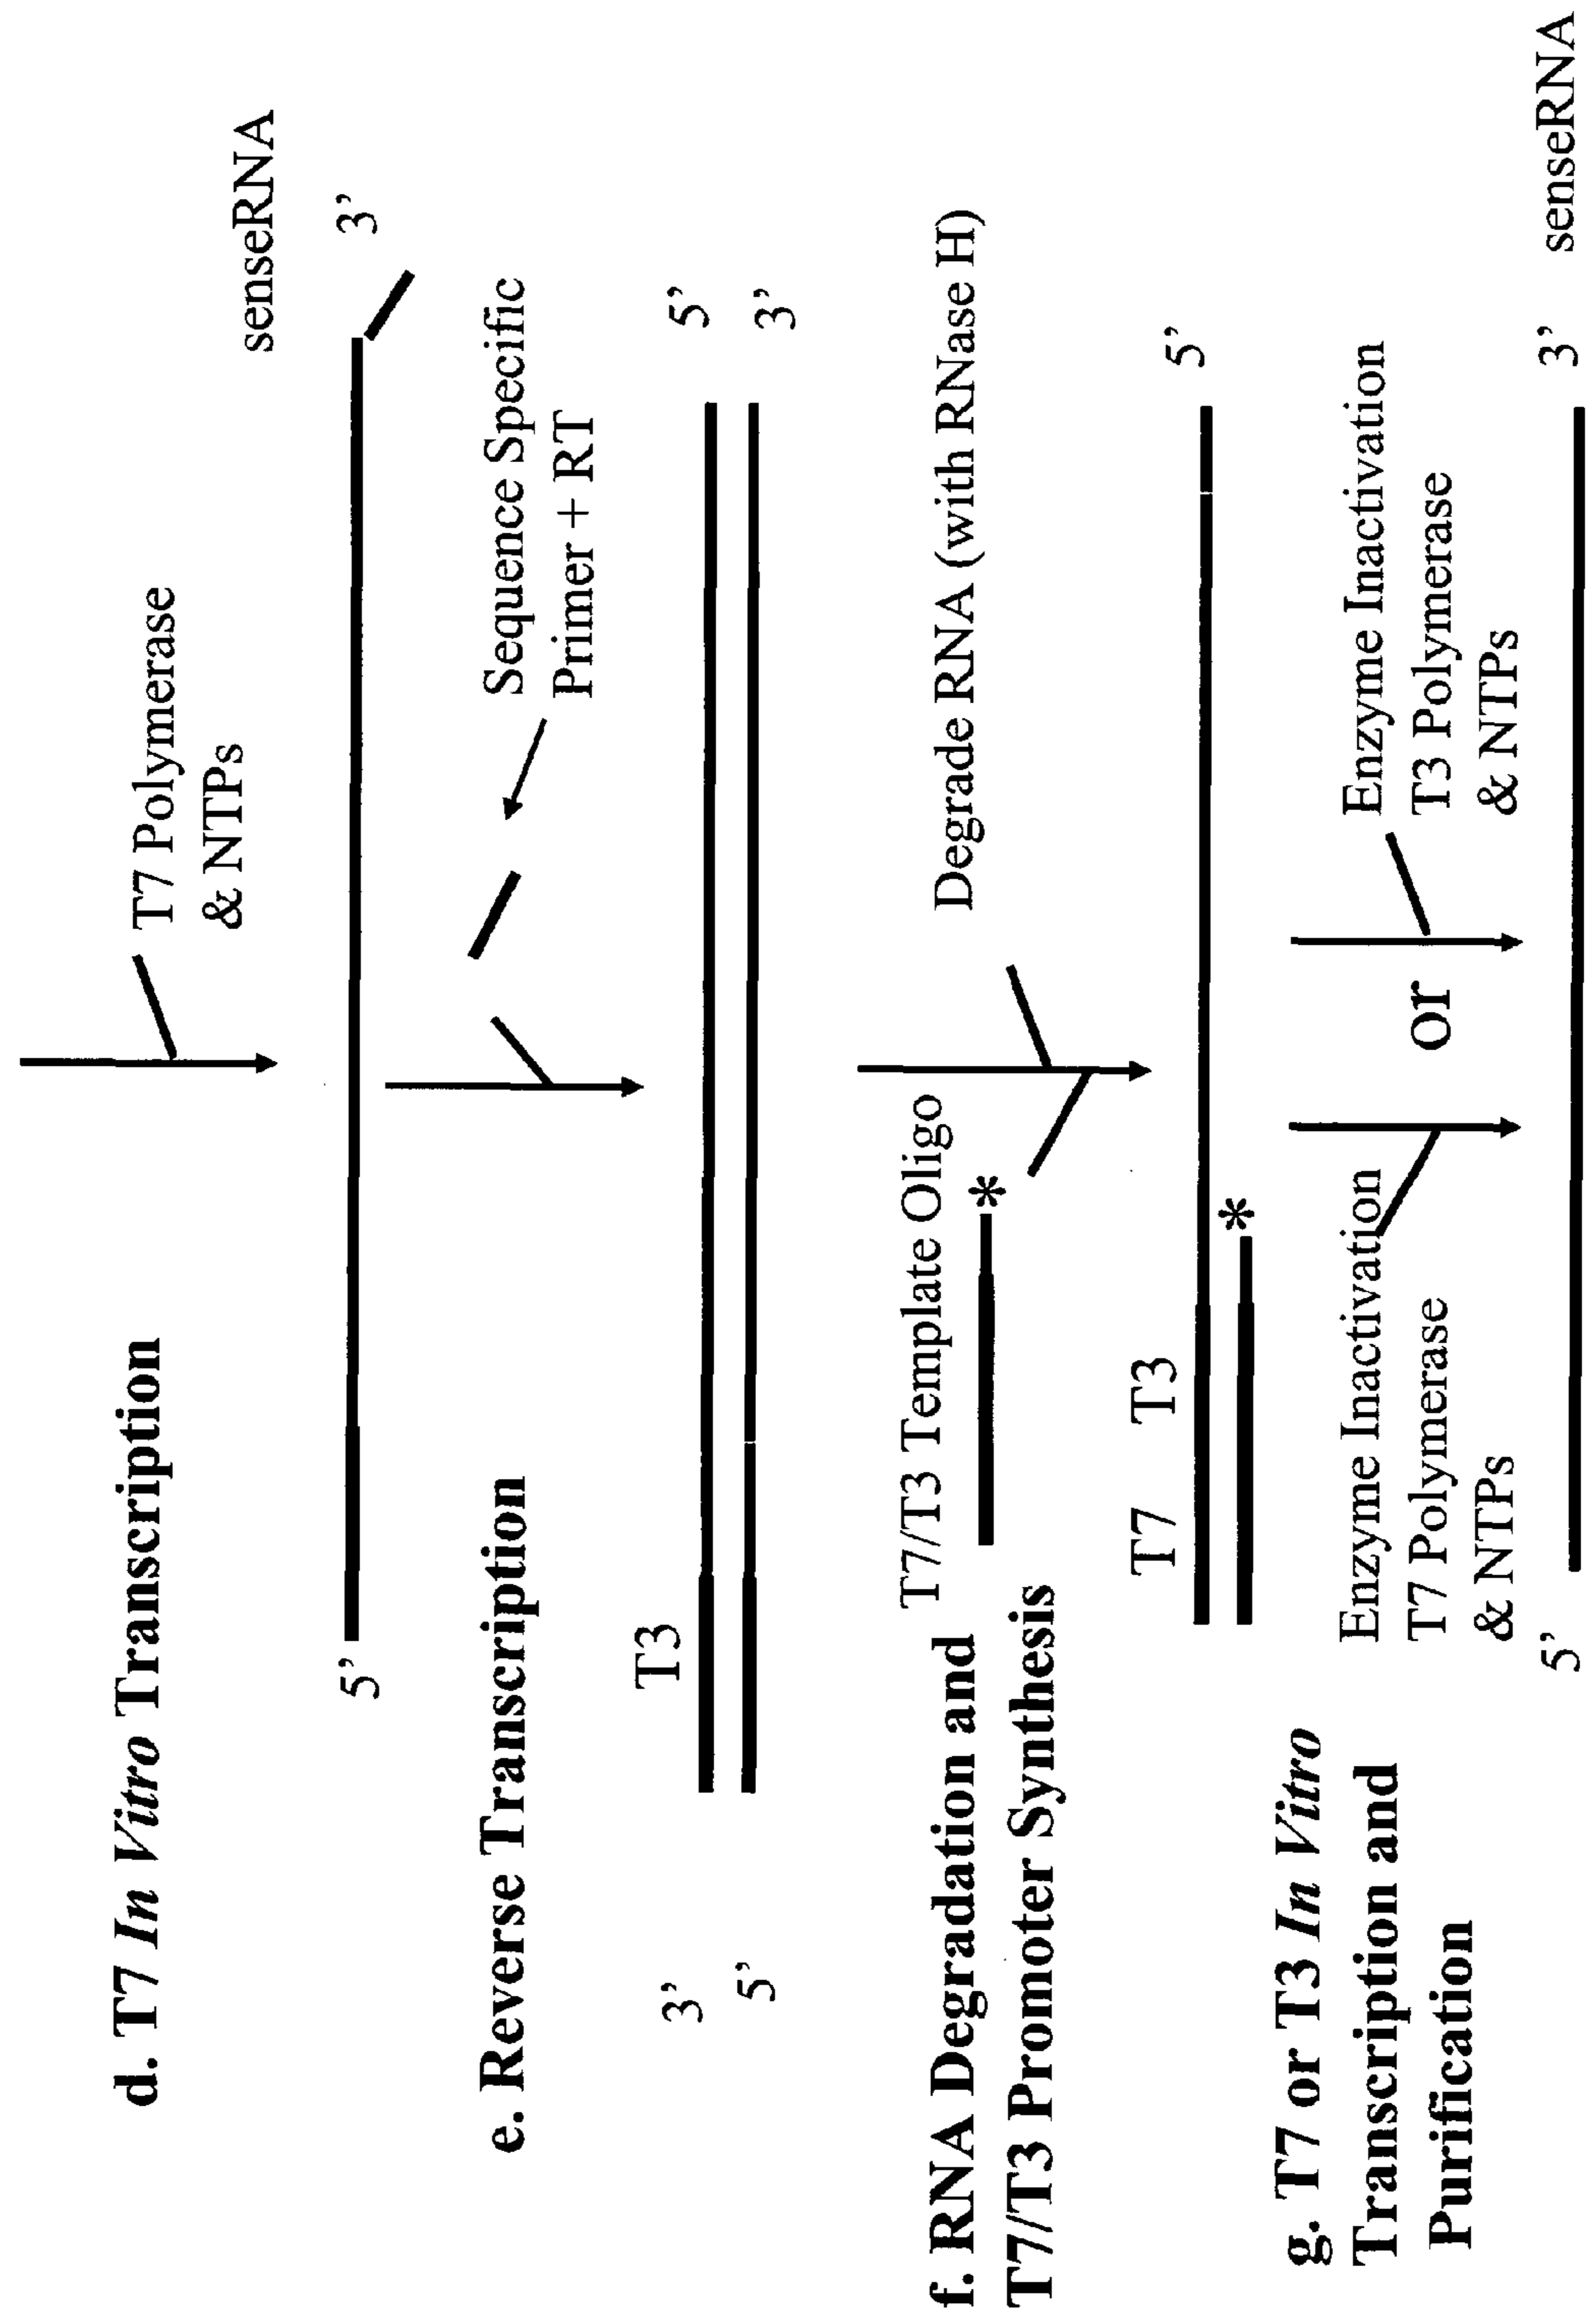 d. T7 In Vitro Transcription
T7 Polymerase
& NTPs
senseRNA
5'
3'
e. Reverse Transcription
Sequence Specific
Primer + RT
T3
3'
5'
5'
3'
f. RNA Degradation and
T7/T3 Promoter Synthesis
T7/T3 Template Oligo
*
Degrade RNA (with RNase H)
T7 T3
5'
*
g. T7 or T3 In Vitro
Transcription and
Purification
Enzyme Inactivation
T7 Polymerase
& NTPs
or
Enzyme Inactivation
T3 Polymerase
& NTPs
5'
3'
senseRNA